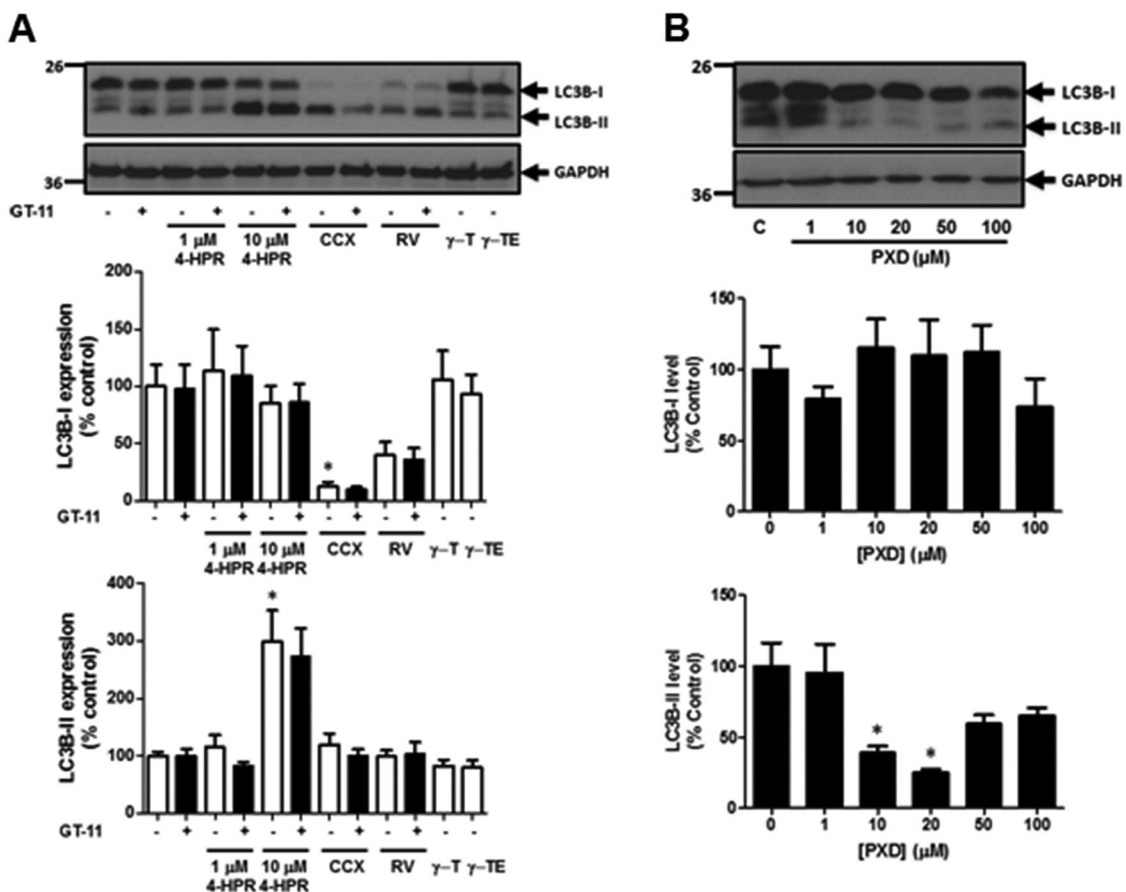 A
26
LC3B-I
LC3B-II
GAPDH
36
GT-11 - + - + - + - + - + - -
1 μM 10 μM CCX RV γ–T γ–TE
4-HPR 4-HPR
LC3B-I expression
(% control)
150
100
50
0
GT-11 - + - + - + - + - + - -
1 μM 10 μM CCX RV γ–T γ–TE
4-HPR 4-HPR
*
LC3B-II expression
(% control)
400
300
200
100
0
*
GT-11 - + - + - + - + - + - -
1 μM 10 μM CCX RV γ–T γ–TE
4-HPR 4-HPR
B
26
LC3B-I
LC3B-II
GAPDH
36
C 1 10 20 50 100
PXD (μM)
LC3B-I level
(% Control)
150
100
50
0
0 1 10 20 50 100
[PXD] (μM)
LC3B-II level
(% Control)
150
100
50
0
* *
0 1 10 20 50 100
[PXD] (μM)